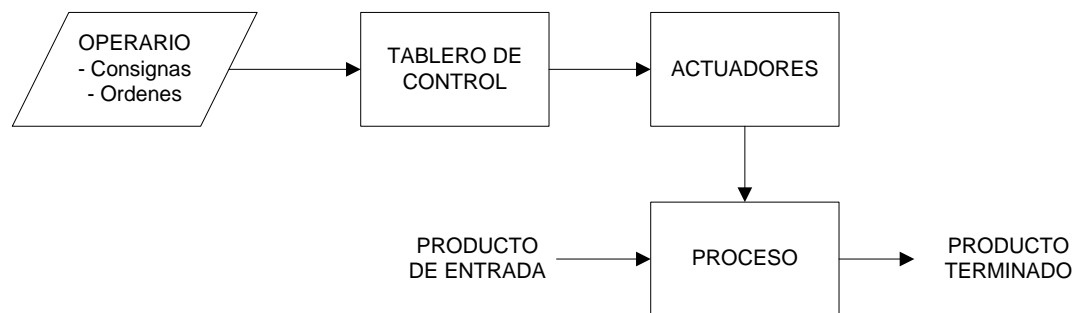 OPERARIO
- Consignas
- Ordenes
TABLERO DE
CONTROL
ACTUADORES
PRODUCTO
DE ENTRADA
PROCESO
PRODUCTO
TERMINADO